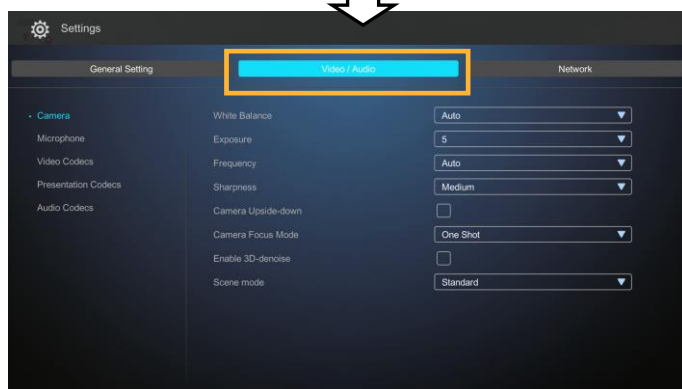 Settings
General Setting Video / Audio Network
• Camera White Balance Auto
Microphone Exposure 5
Video Codecs Frequency Auto
Presentation Codecs Sharpness Medium
Audio Codecs Camera Upside-down
Camera Focus Mode One Shot
Enable 3D-denoise
Scene mode Standard